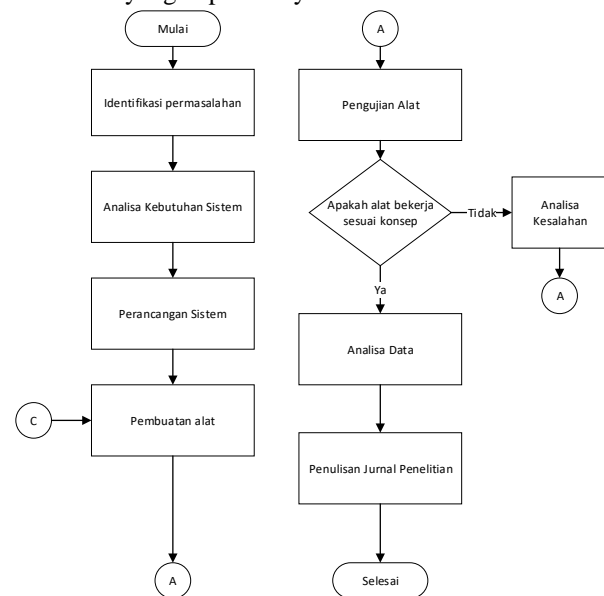 Mulai
Identifikasi permasalahan
Analisa Kebutuhan Sistem
Perancangan Sistem
C
Pembuatan alat
A
A
Pengujian Alat
Apakah alat bekerja
sesuai konsep
Tidak
Analisa
Kesalahan
A
Ya
Analisa Data
Penulisan Jurnal Penelitian
Selesai